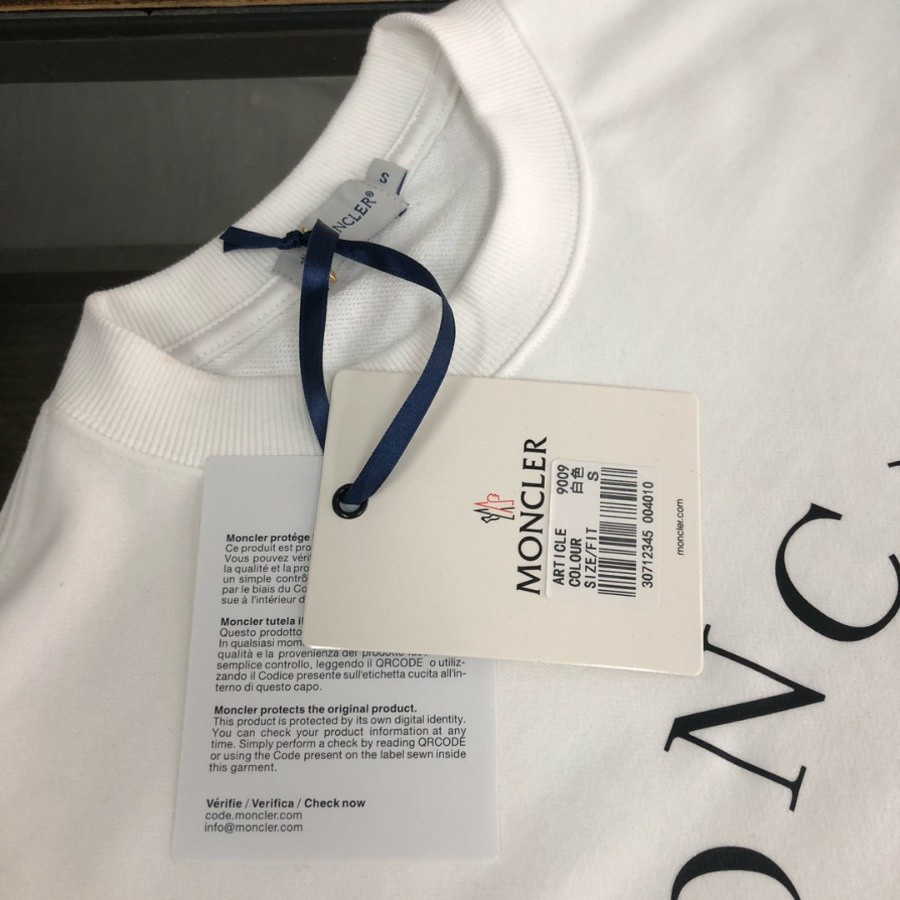 S
NCLER®
Moncler protége
Ce produit est pro
Vous pouvez véri
la qualité et la pro
un simple contrô
par le biais du Co
sue à l'intérieur d
Moncler tutela il
Questo prodotto
In qualsiasi mom
qualità e la provenienza del prodotto
semplice controllo, leggendo il QRCODE o utiliz-
zando il Codice presente sull'etichetta cucita all'in-
terno di questo capo.
Moncler protects the original product.
This product is protected by its own digital identity.
You can check your product information at any
time. Simply perform a check by reading QRCODE
or using the Code present on the label sewn inside
this garment.
Vérifie / Verifica / Check now
code.moncler.com
info@moncler.com
MONCLER
ARTICLE 9009
COLOUR 白色
SIZE/FIT S
30712345 004010
moncler.com
ONC